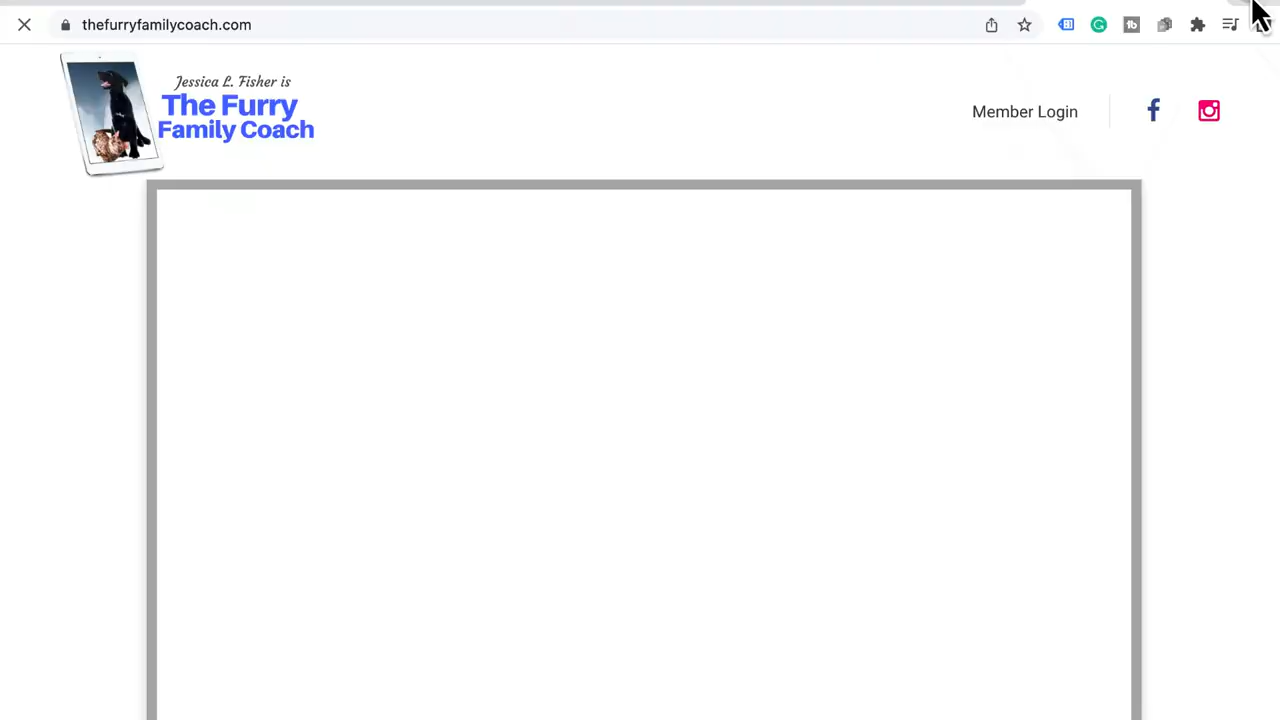 thefurryfamilycoach.com
Jessica L. Fisher is
The Furry
Family Coach
Member Login